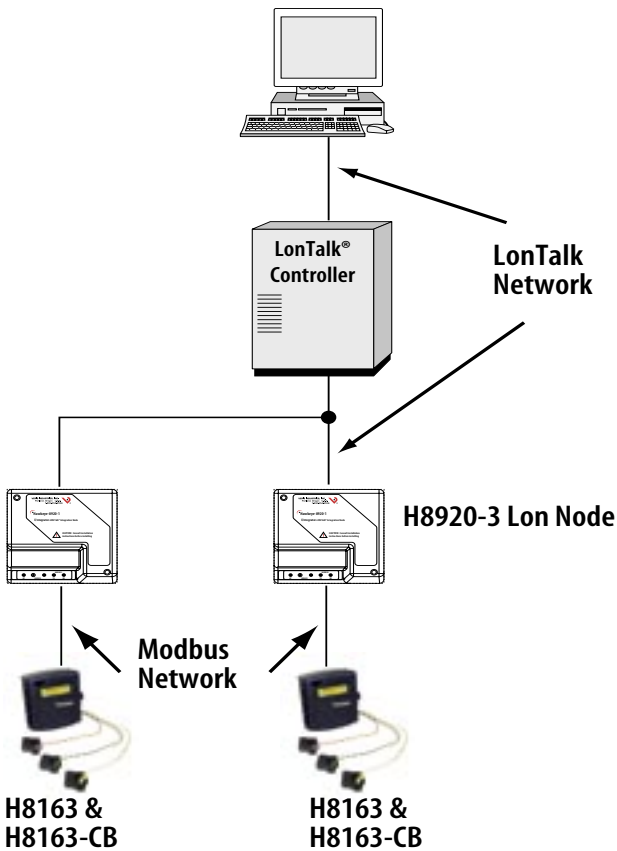 LonTalk®
Controller
LonTalk
Network
H8920-3 Lon Node
Modbus
Network
H8163 &
H8163-CB
H8163 &
H8163-CB